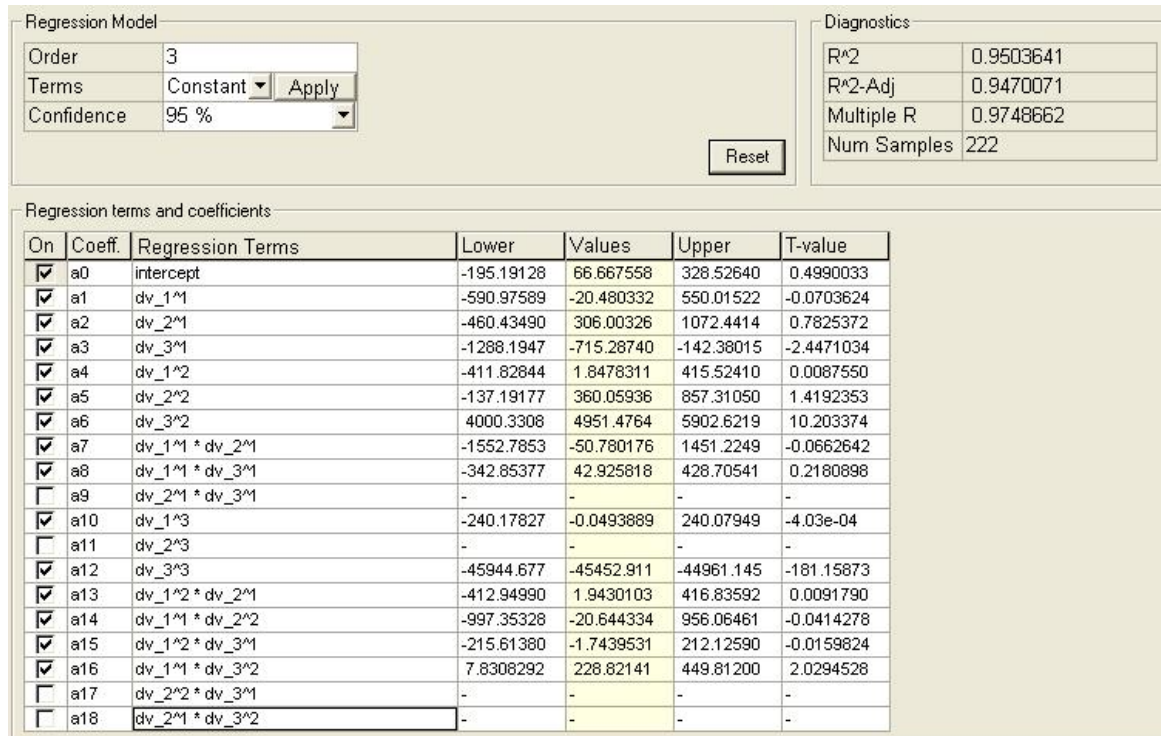 Regression Model
Order 3
Terms Constant Apply
Confidence 95 %
Reset
Diagnostics
R^2 0.9503641
R^2-Adj 0.9470071
Multiple R 0.9748662
Num Samples 222
Regression terms and coefficients
On Coeff. Regression Terms Lower Values Upper T-value
a0 intercept -195.19128 66.667558 328.52640 0.4990033
a1 dv_1^1 -590.97589 -20.480332 550.01522 -0.0703624
a2 dv_2^1 -460.43490 306.00326 1072.4414 0.7825372
a3 dv_3^1 -1288.1947 -715.28740 -142.38015 -2.4471034
a4 dv_1^2 -411.82844 1.8478311 415.52410 0.0087550
a5 dv_2^2 -137.19177 360.05936 857.31050 1.4192353
a6 dv_3^2 4000.3308 4951.4764 5902.6219 10.203374
a7 dv_1^1 * dv_2^1 -1552.7853 -50.780176 1451.2249 -0.0662642
a8 dv_1^1 * dv_3^1 -342.85377 42.925818 428.70541 0.2180898
a9 dv_2^1 * dv_3^1 - - - -
a10 dv_1^3 -240.17827 -0.0493889 240.07949 -4.03e-04
a11 dv_2^3 - - - -
a12 dv_3^3 -45944.677 -45452.911 -44961.145 -181.15873
a13 dv_1^2 * dv_2^1 -412.94990 1.9430103 416.83592 0.0091790
a14 dv_1^1 * dv_2^2 -997.35328 -20.644334 956.06461 -0.0414278
a15 dv_1^2 * dv_3^1 -215.61380 -1.7439531 212.12590 -0.0159824
a16 dv_1^1 * dv_3^2 7.8308292 228.82141 449.81200 2.0294528
a17 dv_2^2 * dv_3^1 - - - -
a18 dv_2^1 * dv_3^2 - - - -